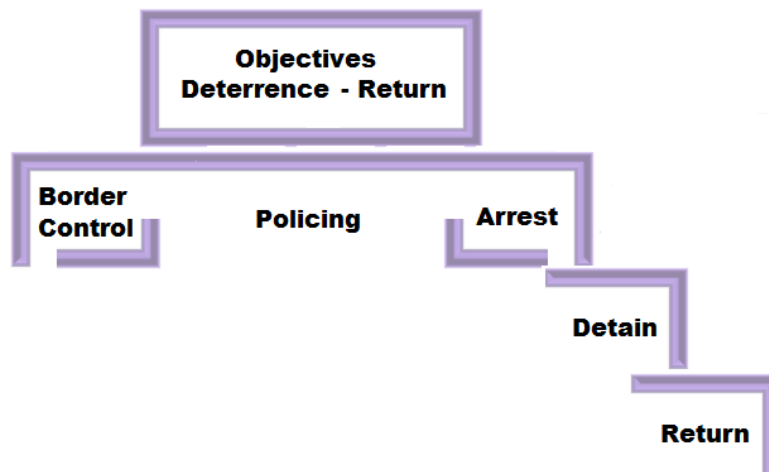 Objectives
Deterrence - Return
Border
Control
Policing
Arrest
Detain
Return